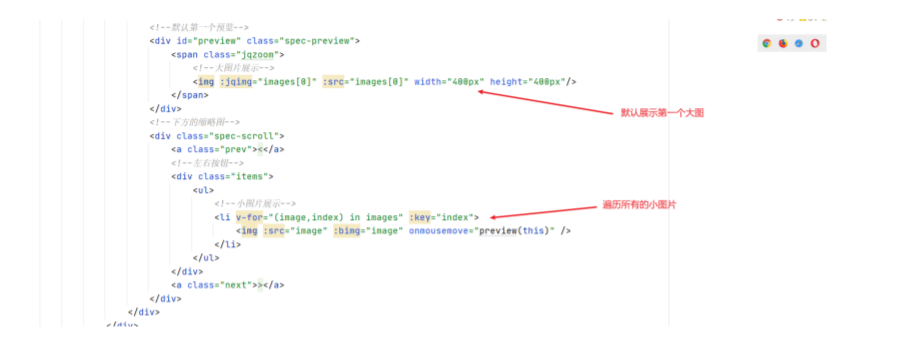 <!--默认第一个预览-->
<div id="preview" class="spec-preview">
<span class="jqzoom">
<!--大图片展示-->
<img :jqimg="images[0]" :src="images[0]" width="400px" height="400px"/>
</span>
默认展示第一个大图
</div>
<!--下方的缩略图-->
<div class="spec-scroll">
<a class="prev"><</a>
<!--左右按钮-->
<div class="items">
<ul>
<!--小图片展示-->
遍历所有的小图片
<li v-for="(image,index) in images" :key="index">
<img :src="image" :bimg="image" onmousemove="preview(this)" />
</li>
</ul>
</div>
<a class="next">></a>
</div>
</div>
</div>